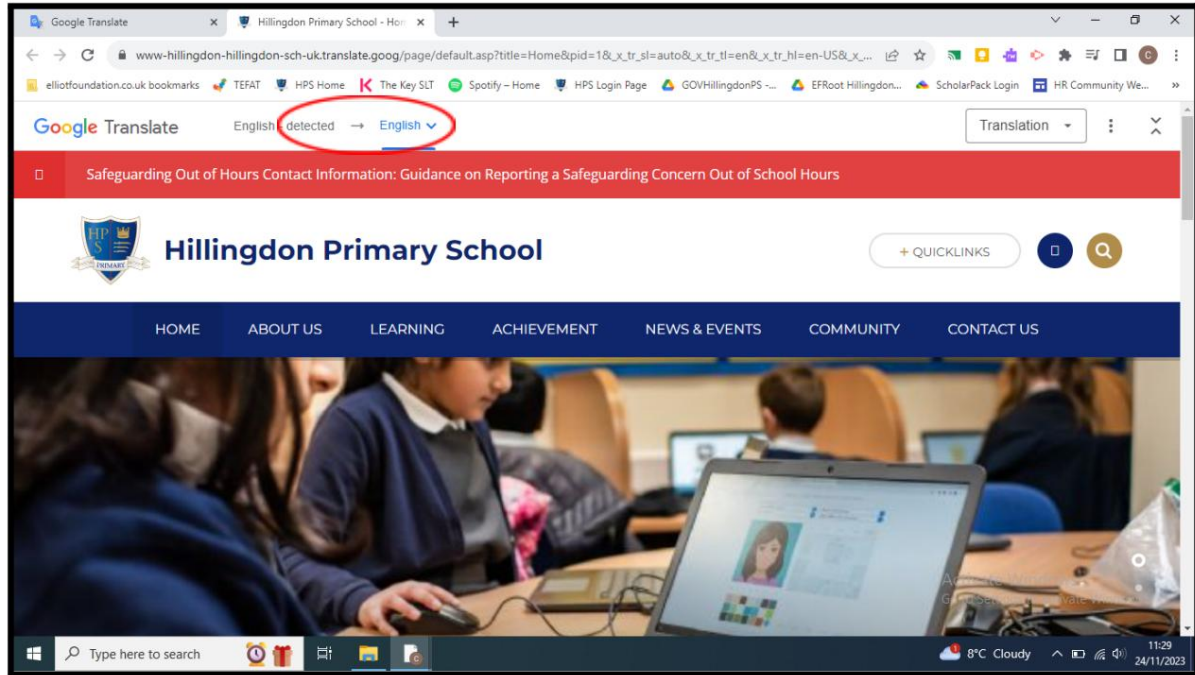 Google Translate
Hillingdon Primary School - Hon
www-hillingdon-hillingdon-sch-uk.translate.goog/page/default.asp?title=Home&pid=1&_x_tr_sl=auto&_x_tr_tl=en&_x_tr_hl=en-US&_x_...
elliotfoundation.co.uk bookmarks TEFAT HPS Home The Key SLT Spotify – Home HPS Login Page GOVHillingdonPS -... EFRoot Hillingdon... ScholarPack Login HR Community We... »
Google Translate English detected → English Translation
Safeguarding Out of Hours Contact Information: Guidance on Reporting a Safeguarding Concern Out of School Hours
HP
S
PRIMARY
Hillingdon Primary School
+ QUICKLINKS
HOME ABOUT US LEARNING ACHIEVEMENT NEWS & EVENTS COMMUNITY CONTACT US
Type here to search
8°C Cloudy
11:29
24/11/2023